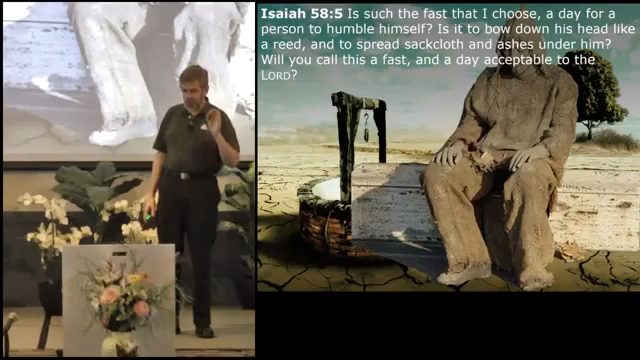 Isaiah 58:5 Is such the fast that I choose, a day for a
person to humble himself? Is it to bow down his head like
a reed, and to spread sackcloth and ashes under him?
Will you call this a fast, and a day acceptable to the
LORD?